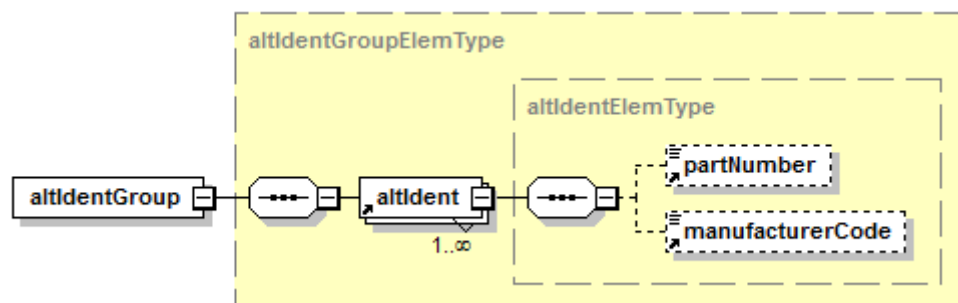 altIdentGroupElemType
altIdentElemType
partNumber
altIdentGroup
altIdent
manufacturerCode
1..∞